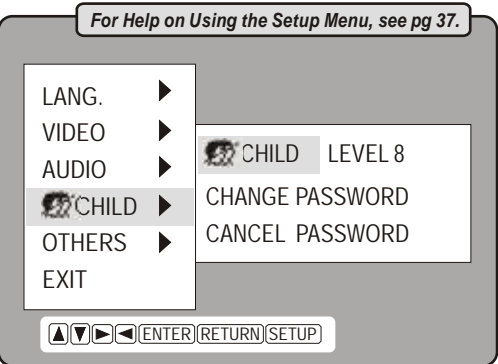 For Help on Using the Setup Menu, see pg 37.
LANG.
VIDEO
AUDIO
CHILD
OTHERS
EXIT
CHILD LEVEL 8
CHANGE PASSWORD
CANCEL PASSWORD
ENTER RETURN SETUP